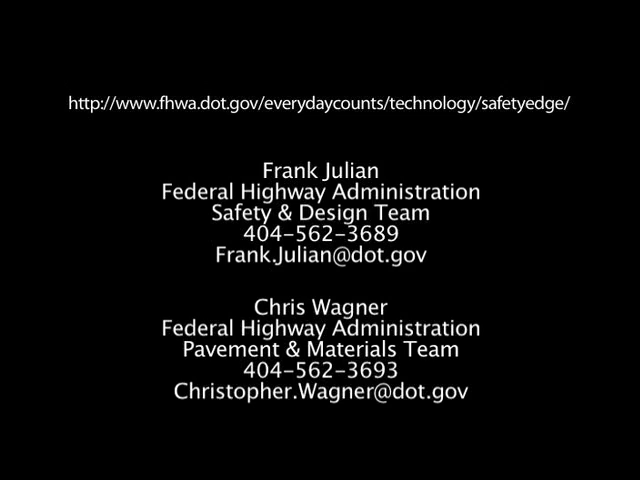 http://www.fhwa.dot.gov/everydaycounts/technology/safetyedge/
Frank Julian
Federal Highway Administration
Safety & Design Team
404-562-3689
Frank.Julian@dot.gov
Chris Wagner
Federal Highway Administration
Pavement & Materials Team
404-562-3693
Christopher.Wagner@dot.gov